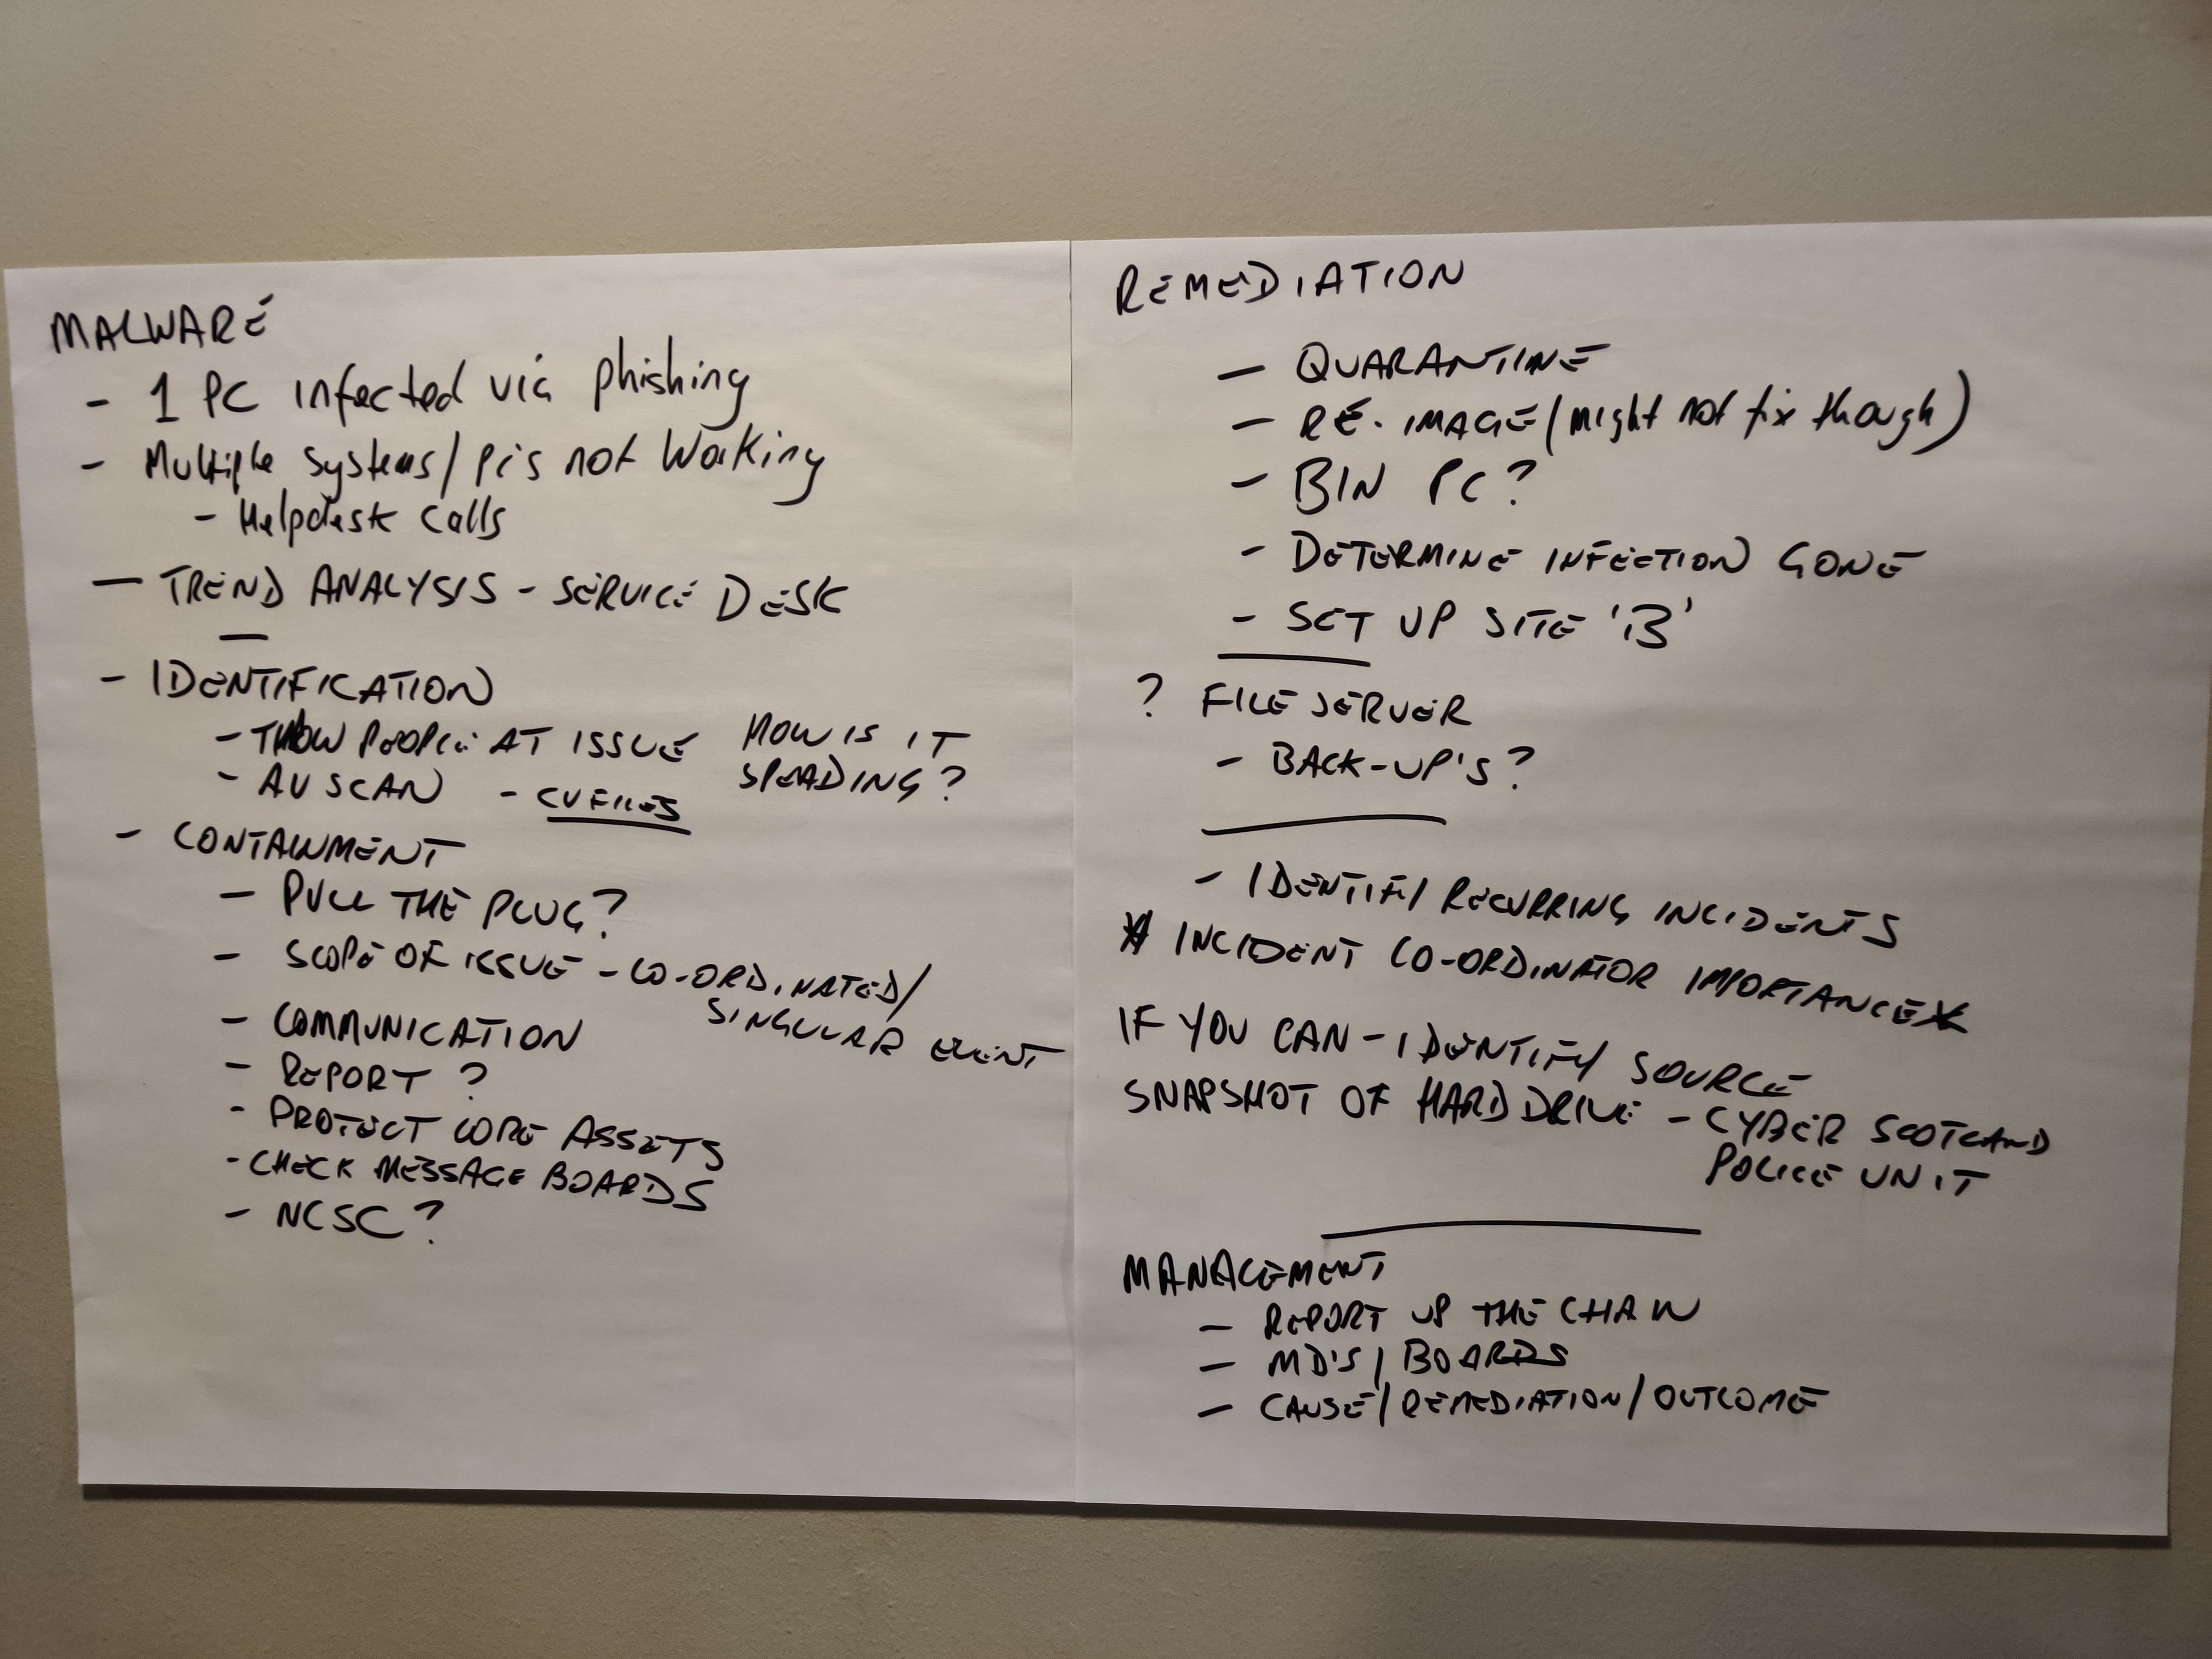 MALWARE
- 1 PC infected via phishing
- Multiple systems/pc's not working
- Helpdesk calls
- TREND ANALYSIS - SERVICE DESK
- IDENTIFICATION
- THROW PEOPLE AT ISSUE
HOW IS IT
SPEADING?
- AV SCAN - CV FILES
- CONTAINMENT
- PULL THE PLUG?
- SCOPE OF ISSUE - CO-ORDINATED/
SINGULAR EVENT
- COMMUNICATION
- REPORT?
- PROTECT CORE ASSETS
- CHECK MESSAGE BOARDS
- NCSC?
REMEDIATION
- QUARANTINE
- RE-IMAGE (might not fix though)
- BIN PC?
- DETERMINE INFECTION GONE
- SET UP SITE 'B'
? FILE SERVER
- BACK-UP'S?
- IDENTIFY RECURRING INCIDENTS
* INCIDENT CO-ORDINATOR IMPORTANCE *
IF YOU CAN - IDENTIFY SOURCE
SNAPSHOT OF HARD DRIVE - CYBER SCOTLAND
POLICE UNIT
MANAGEMENT
- REPORT UP THE CHAIN
- MD'S / BOARDS
- CAUSE / REMEDIATION / OUTCOME